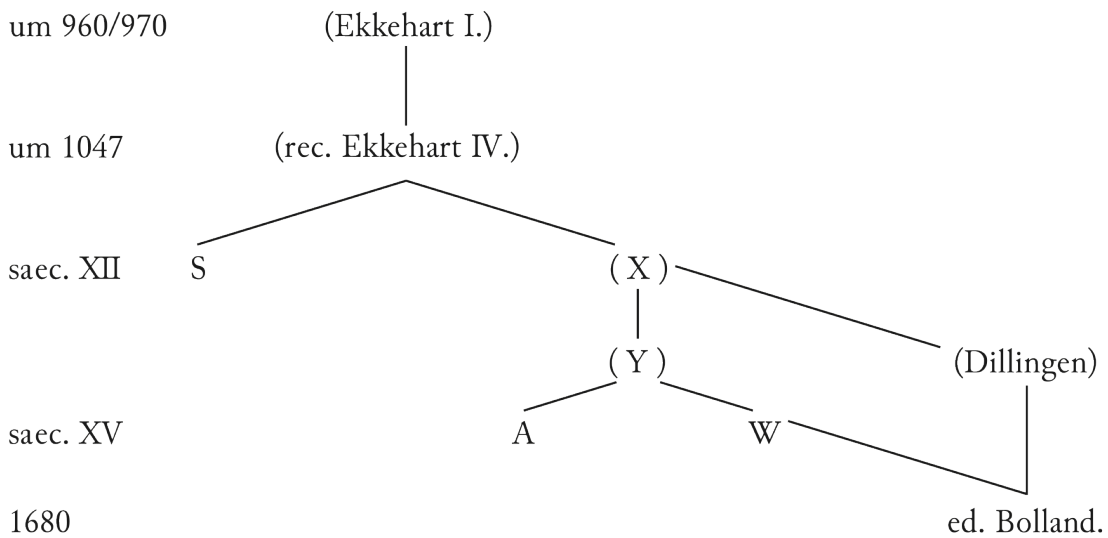 um 960/970 (Ekkehart I.)
um 1047 (rec. Ekkehart IV.)
saec. XII S (X)
(Y) (Dillingen)
saec. XV A W
1680 ed. Bolland.